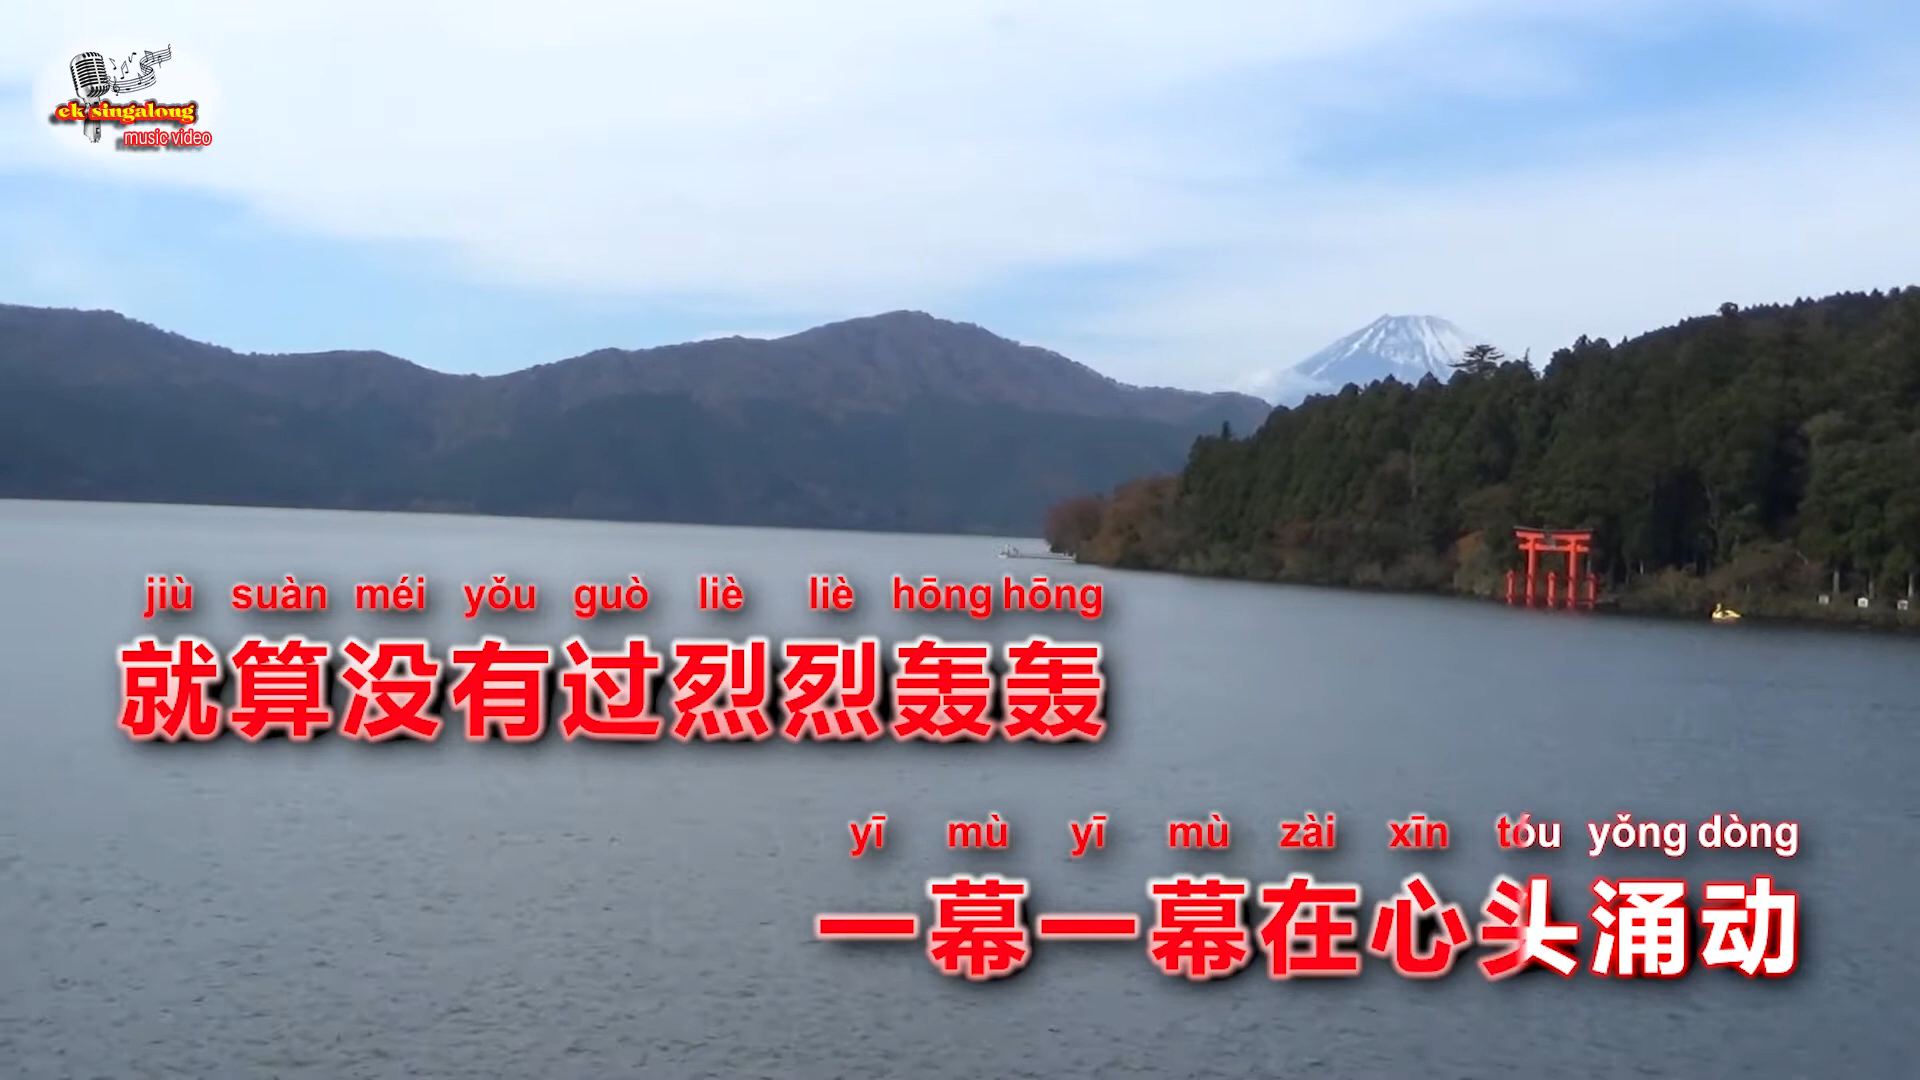 ek singalong
music video
jiù suàn méi yǒu guò liè liè hōng hōng
就算没有过烈烈轰轰
yī mù yī mù zài xīn tóu yǒng dòng
一幕一幕在心头涌动